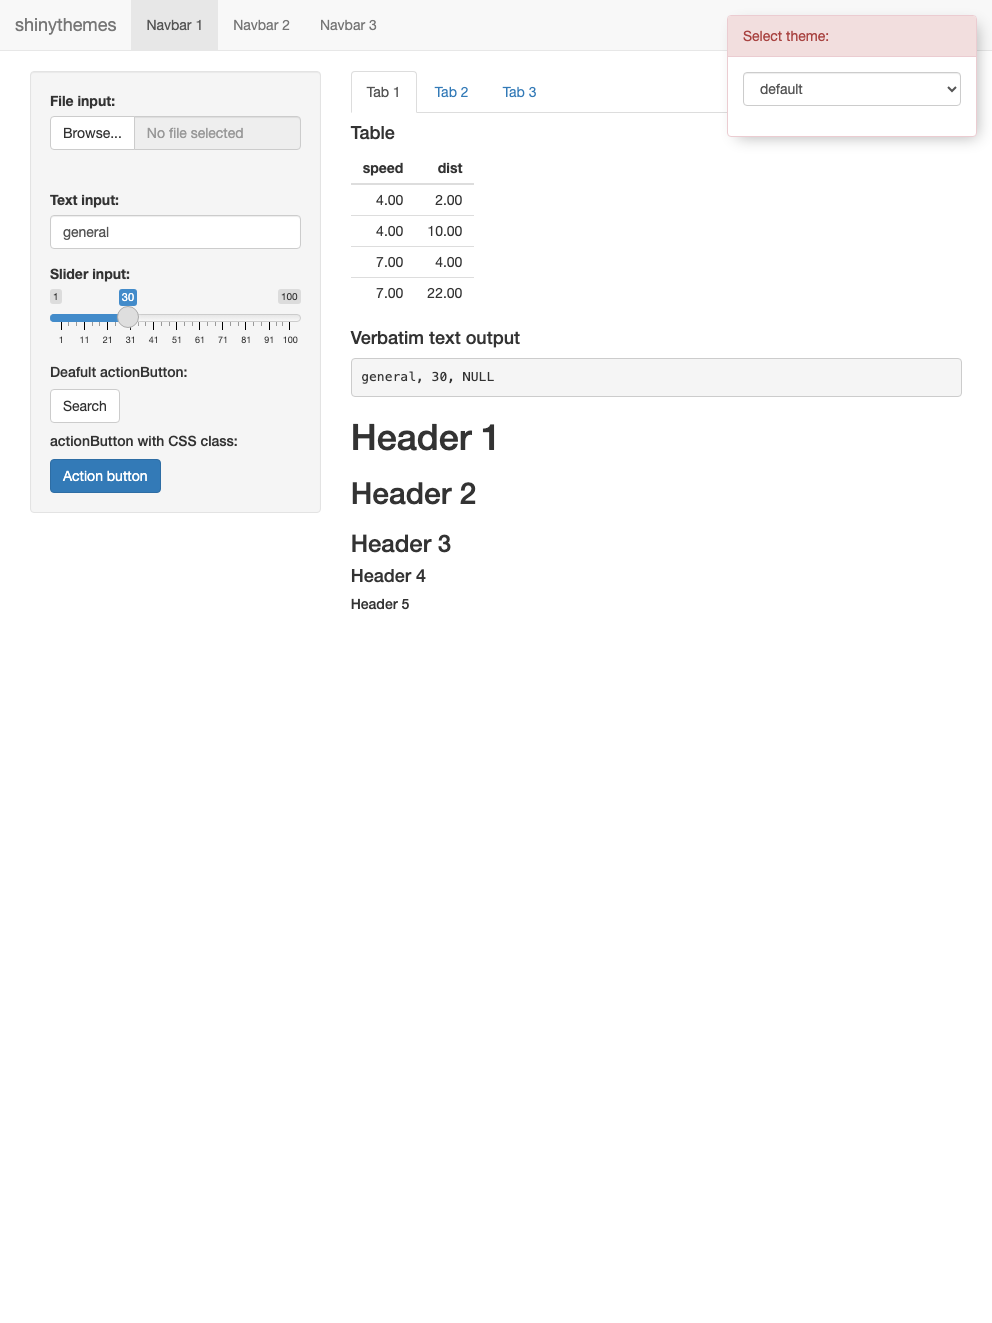 shinythemes Navbar 1 Navbar 2 Navbar 3
Select theme:
default
File input:
Browse... No file selected
Text input:
general
Slider input:
1 30 100
1 11 21 31 41 51 61 71 81 91 100
Deafult actionButton:
Search
actionButton with CSS class:
Action button
Tab 1 Tab 2 Tab 3
Table
speed dist
4.00 2.00
4.00 10.00
7.00 4.00
7.00 22.00
Verbatim text output
general, 30, NULL
Header 1
Header 2
Header 3
Header 4
Header 5